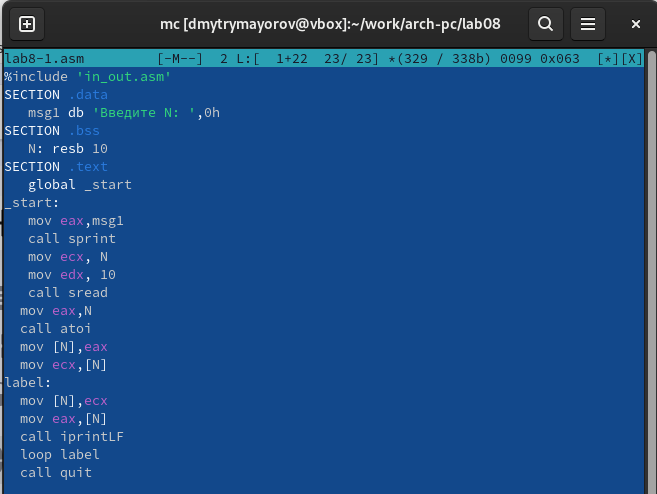 mc [dmytrymayorov@vbox]:~/work/arch-pc/lab08
lab8-1.asm [-M--] 2 L:[ 1+22 23/ 23] *(329 / 338b) 0099 0x063 [*][X]
%include 'in_out.asm'
SECTION .data
msg1 db 'Введите N: ',0h
SECTION .bss
N: resb 10
SECTION .text
global _start
_start:
mov eax,msg1
call sprint
mov ecx, N
mov edx, 10
call sread
mov eax,N
call atoi
mov [N],eax
mov ecx,[N]
label:
mov [N],ecx
mov eax,[N]
call iprintLF
loop label
call quit